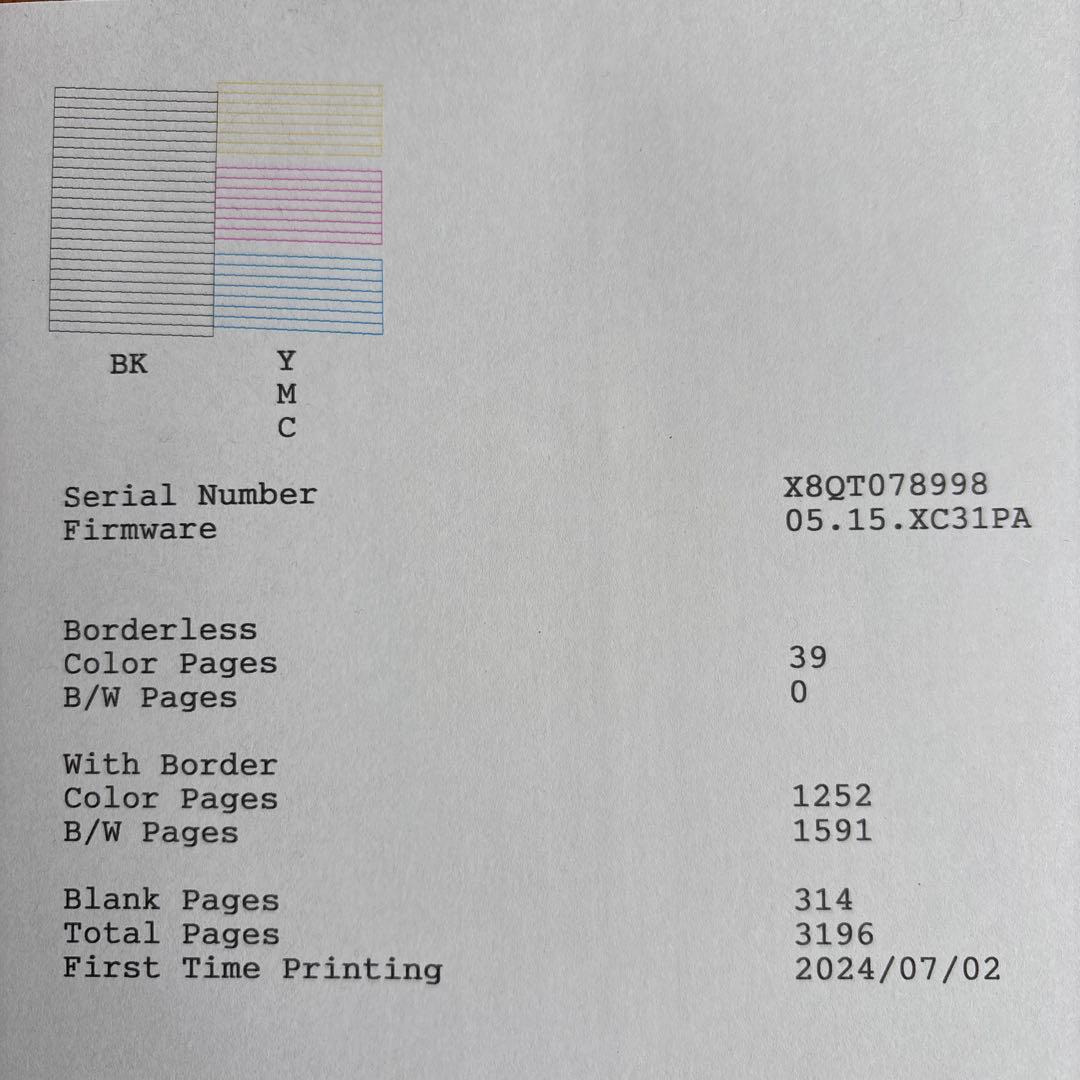 BK
Y
M
C
Serial Number X8QT078998
Firmware 05.15.XC31PA
Borderless
Color Pages 39
B/W Pages 0
With Border
Color Pages 1252
B/W Pages 1591
Blank Pages 314
Total Pages 3196
First Time Printing 2024/07/02